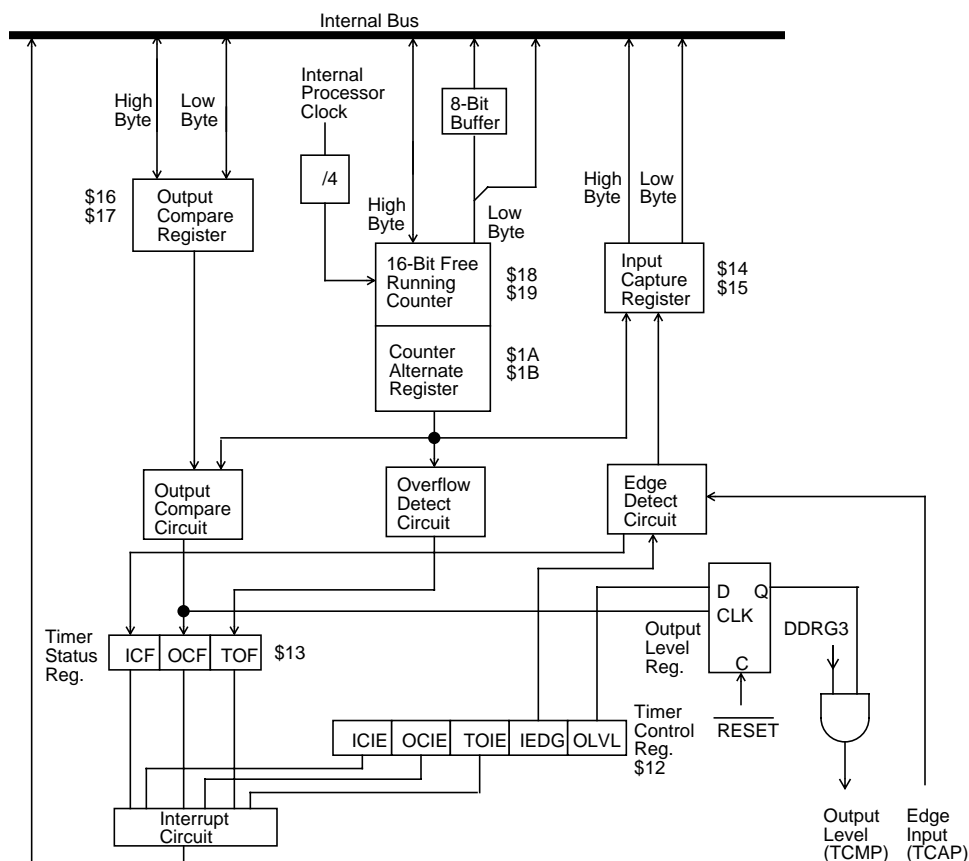 Internal Bus
High
Byte
Low
Byte
Internal
Processor
Clock
8-Bit
Buffer
/4
$16
$17
Output
Compare
Register
High
Byte
Low
Byte
High
Byte
Low
Byte
16-Bit Free
Running
Counter
$18
$19
Input
Capture
Register
$14
$15
Counter
Alternate
Register
$1A
$1B
Output
Compare
Circuit
Overflow
Detect
Circuit
Edge
Detect
Circuit
D Q
CLK
C
Output
Level
Reg.
DDRG3
RESET
Timer
Status
Reg.
ICF OCF TOF
$13
ICIE OCIE TOIE IEDG OLVL
Timer
Control
Reg.
$12
Interrupt
Circuit
Output
Level
(TCMP)
Edge
Input
(TCAP)